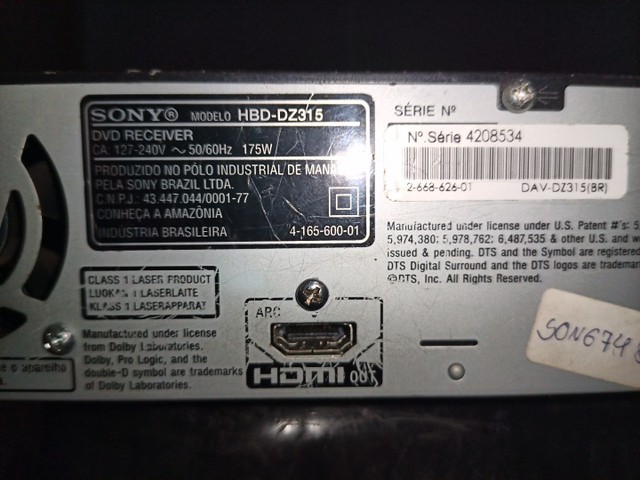 SONY® MODELO HBD-DZ315
DVD RECEIVER
CA: 127-240V ~ 50/60Hz 175W
PRODUZIDO NO PÓLO INDUSTRIAL DE
PELA SONY BRAZIL LTDA.
C.N.P.J.: 43.447.044/0001-77
CONHEÇA A AMAZÔNIA
INDÚSTRIA BRASILEIRA 4-165-600-01
SÉRIE Nº
Nº.Série 4208534
2-668-626-01 DAV-DZ315(BR)
Manufactured under license under U.S. Patent #'s: 5,
5,974,380; 5,978,762; 6,487,535 & other U.S. and
issued & pending. DTS and the Symbol are registered
DTS Digital Surround and the DTS logos are
©DTS, Inc. All Rights Reserved.
CLASS 1 LASER PRODUCT
LUOKAN 1 LASERLAITE
KLASS 1 LASERAPPARAT
Manufactured under license
from Dolby Laboratories.
Dolby, Pro Logic, and the
double-D symbol are trademarks
of Dolby Laboratories.
e o aparelho
ARC
HDMI OUT
SON674